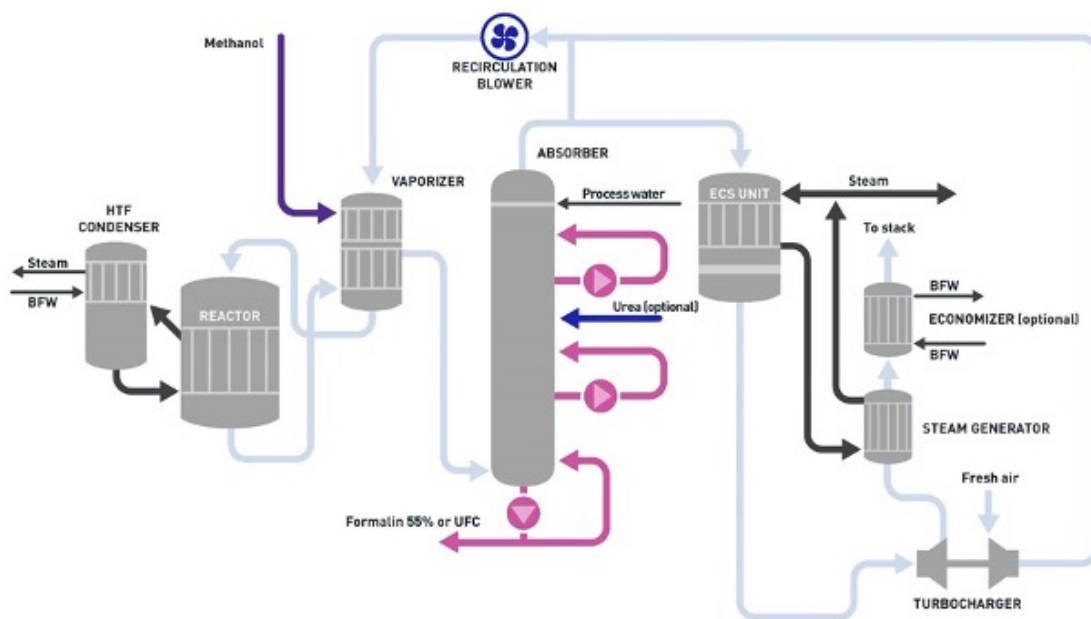 Methanol
RECIRCULATION
BLOWER
ABSORBER
VAPORIZER
Process water
ECS UNIT
Steam
HTF
CONDENSER
To stack
Steam
BFW
BFW
Urea (optional)
REACTOR
ECONOMIZER (optional)
BFW
STEAM GENERATOR
Fresh air
Formalin 55% or UFC
TURBOCHARGER